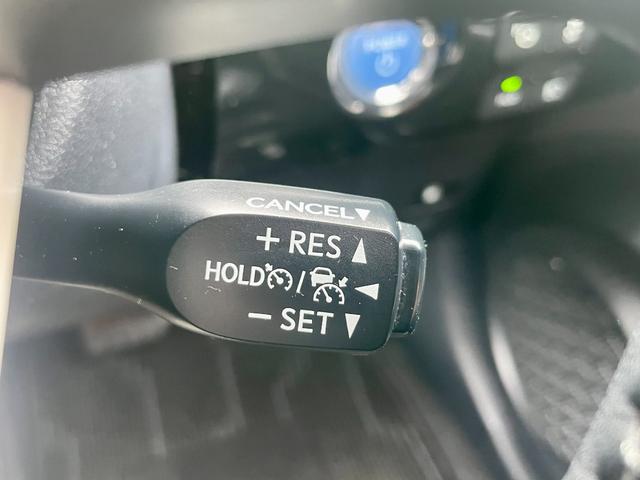 CANCEL▼
+ RES ▲
HOLD / ◀
− SET ▼